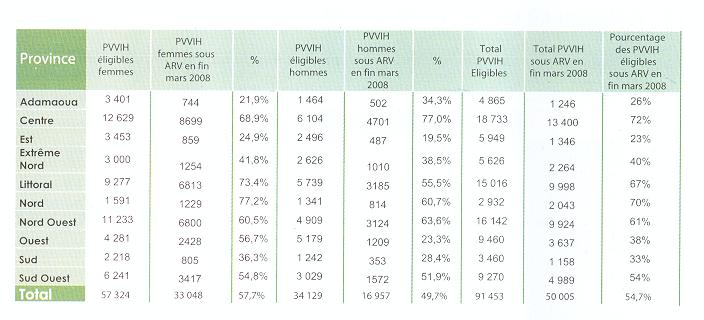 Province PVVIH éligibles femmes PVVIH femmes sous ARV en fin mars 2008 % PVVIH éligibles hommes PVVIH hommes sous ARV en fin mars 2008 % Total PVVIH Eligibles Total PVVIH sous ARV en fin mars 2008 Pourcentage des PVVIH éligibles sous ARV en fin mars 2008
Adamaoua 3 401 744 21,9% 1 464 502 34,3% 4 865 1 246 26%
Centre 12 629 8699 68,9% 6 104 4701 77,0% 18 733 13 400 72%
Est 3 453 859 24,9% 2 496 487 19,5% 5 949 1 346 23%
Extrême Nord 3 000 1254 41,8% 2 626 1010 38,5% 5 626 2 264 40%
Littoral 9 277 6813 73,4% 5 739 3185 55,5% 15 016 9 998 67%
Nord 1 591 1229 77,2% 1 341 814 60,7% 2 932 2 043 70%
Nord Ouest 11 233 6800 60,5% 4 909 3124 63,6% 16 142 9 924 61%
Ouest 4 281 2428 56,7% 5 179 1209 23,3% 9 460 3 637 38%
Sud 2 218 805 36,3% 1 242 353 28,4% 3 460 1 158 33%
Sud Ouest 6 241 3417 54,8% 3 029 1572 51,9% 9 270 4 989 54%
Total 57 324 33 048 57,7% 34 129 16 957 49,7% 91 453 50 005 54,7%